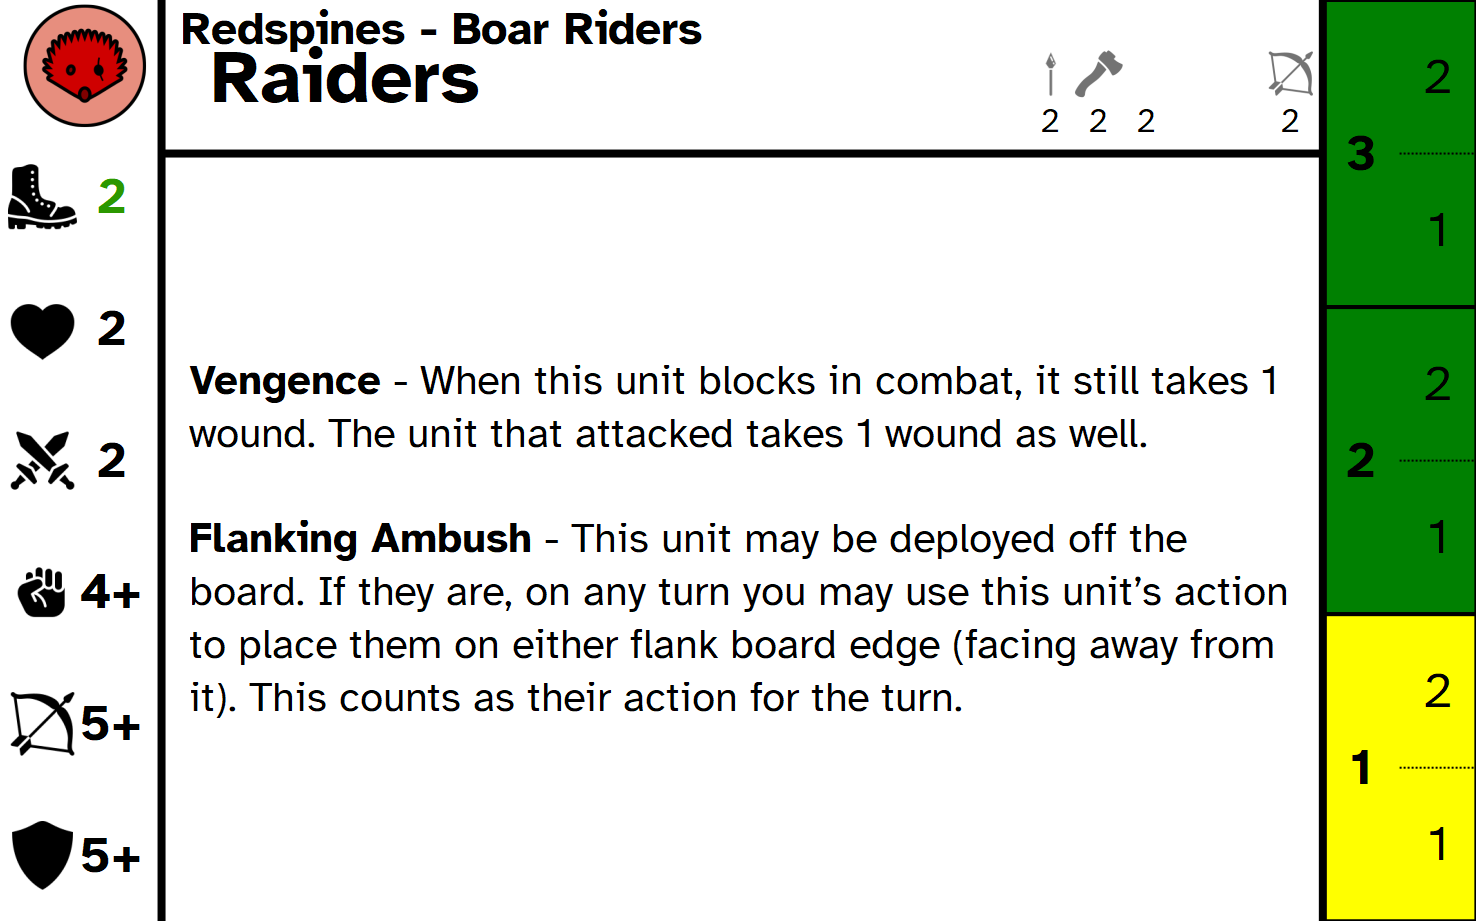 Redspines - Boar Riders
Raiders
2 2 2 2
2
2
2
4+
5+
5+
Vengence - When this unit blocks in combat, it still takes 1
wound. The unit that attacked takes 1 wound as well.
Flanking Ambush - This unit may be deployed off the
board. If they are, on any turn you may use this unit’s action
to place them on either flank board edge (facing away from
it). This counts as their action for the turn.
2
3
1
2
2
1
2
1
1